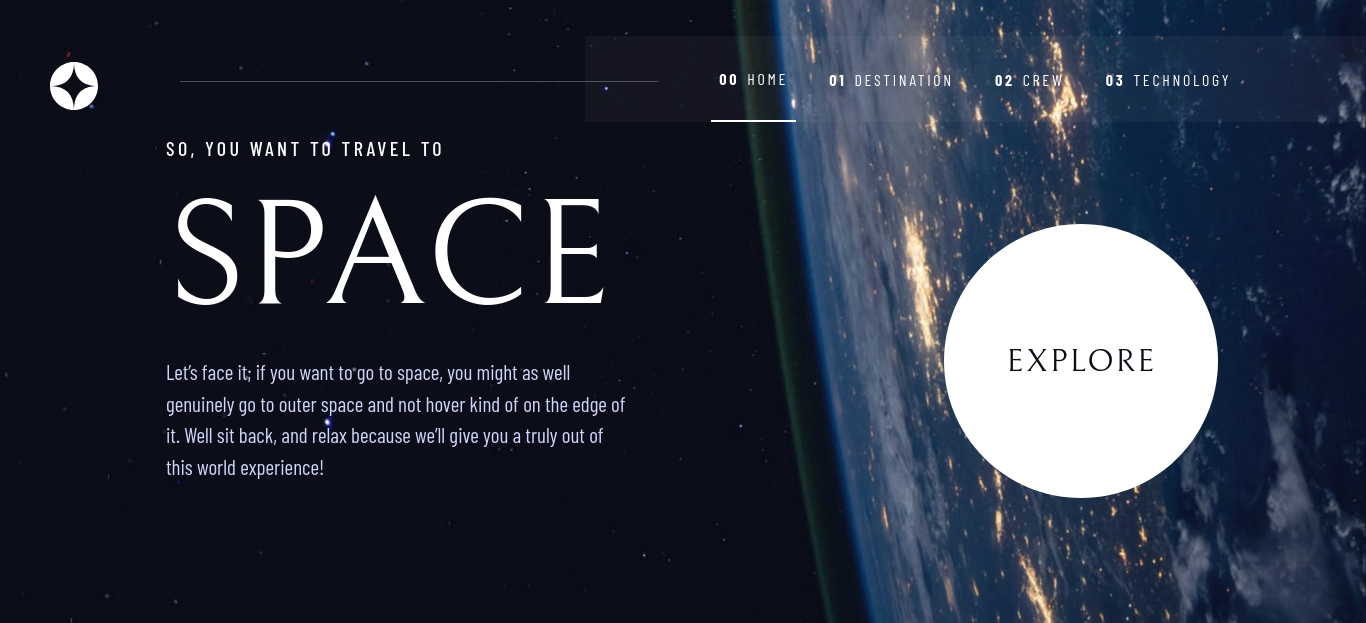 00 HOME 01 DESTINATION 02 CREW 03 TECHNOLOGY
SO, YOU WANT TO TRAVEL TO
SPACE
Let’s face it; if you want to go to space, you might as well
genuinely go to outer space and not hover kind of on the edge of
it. Well sit back, and relax because we’ll give you a truly out of
this world experience!
EXPLORE